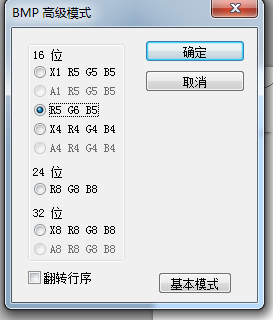 BMP 高级模式
16 位
X1 R5 G5 B5
A1 R5 G5 B5
R5 G6 B5
X4 R4 G4 B4
A4 R4 G4 B4
24 位
R8 G8 B8
32 位
X8 R8 G8 B8
A8 R8 G8 B8
翻转行序
确定
取消
基本模式